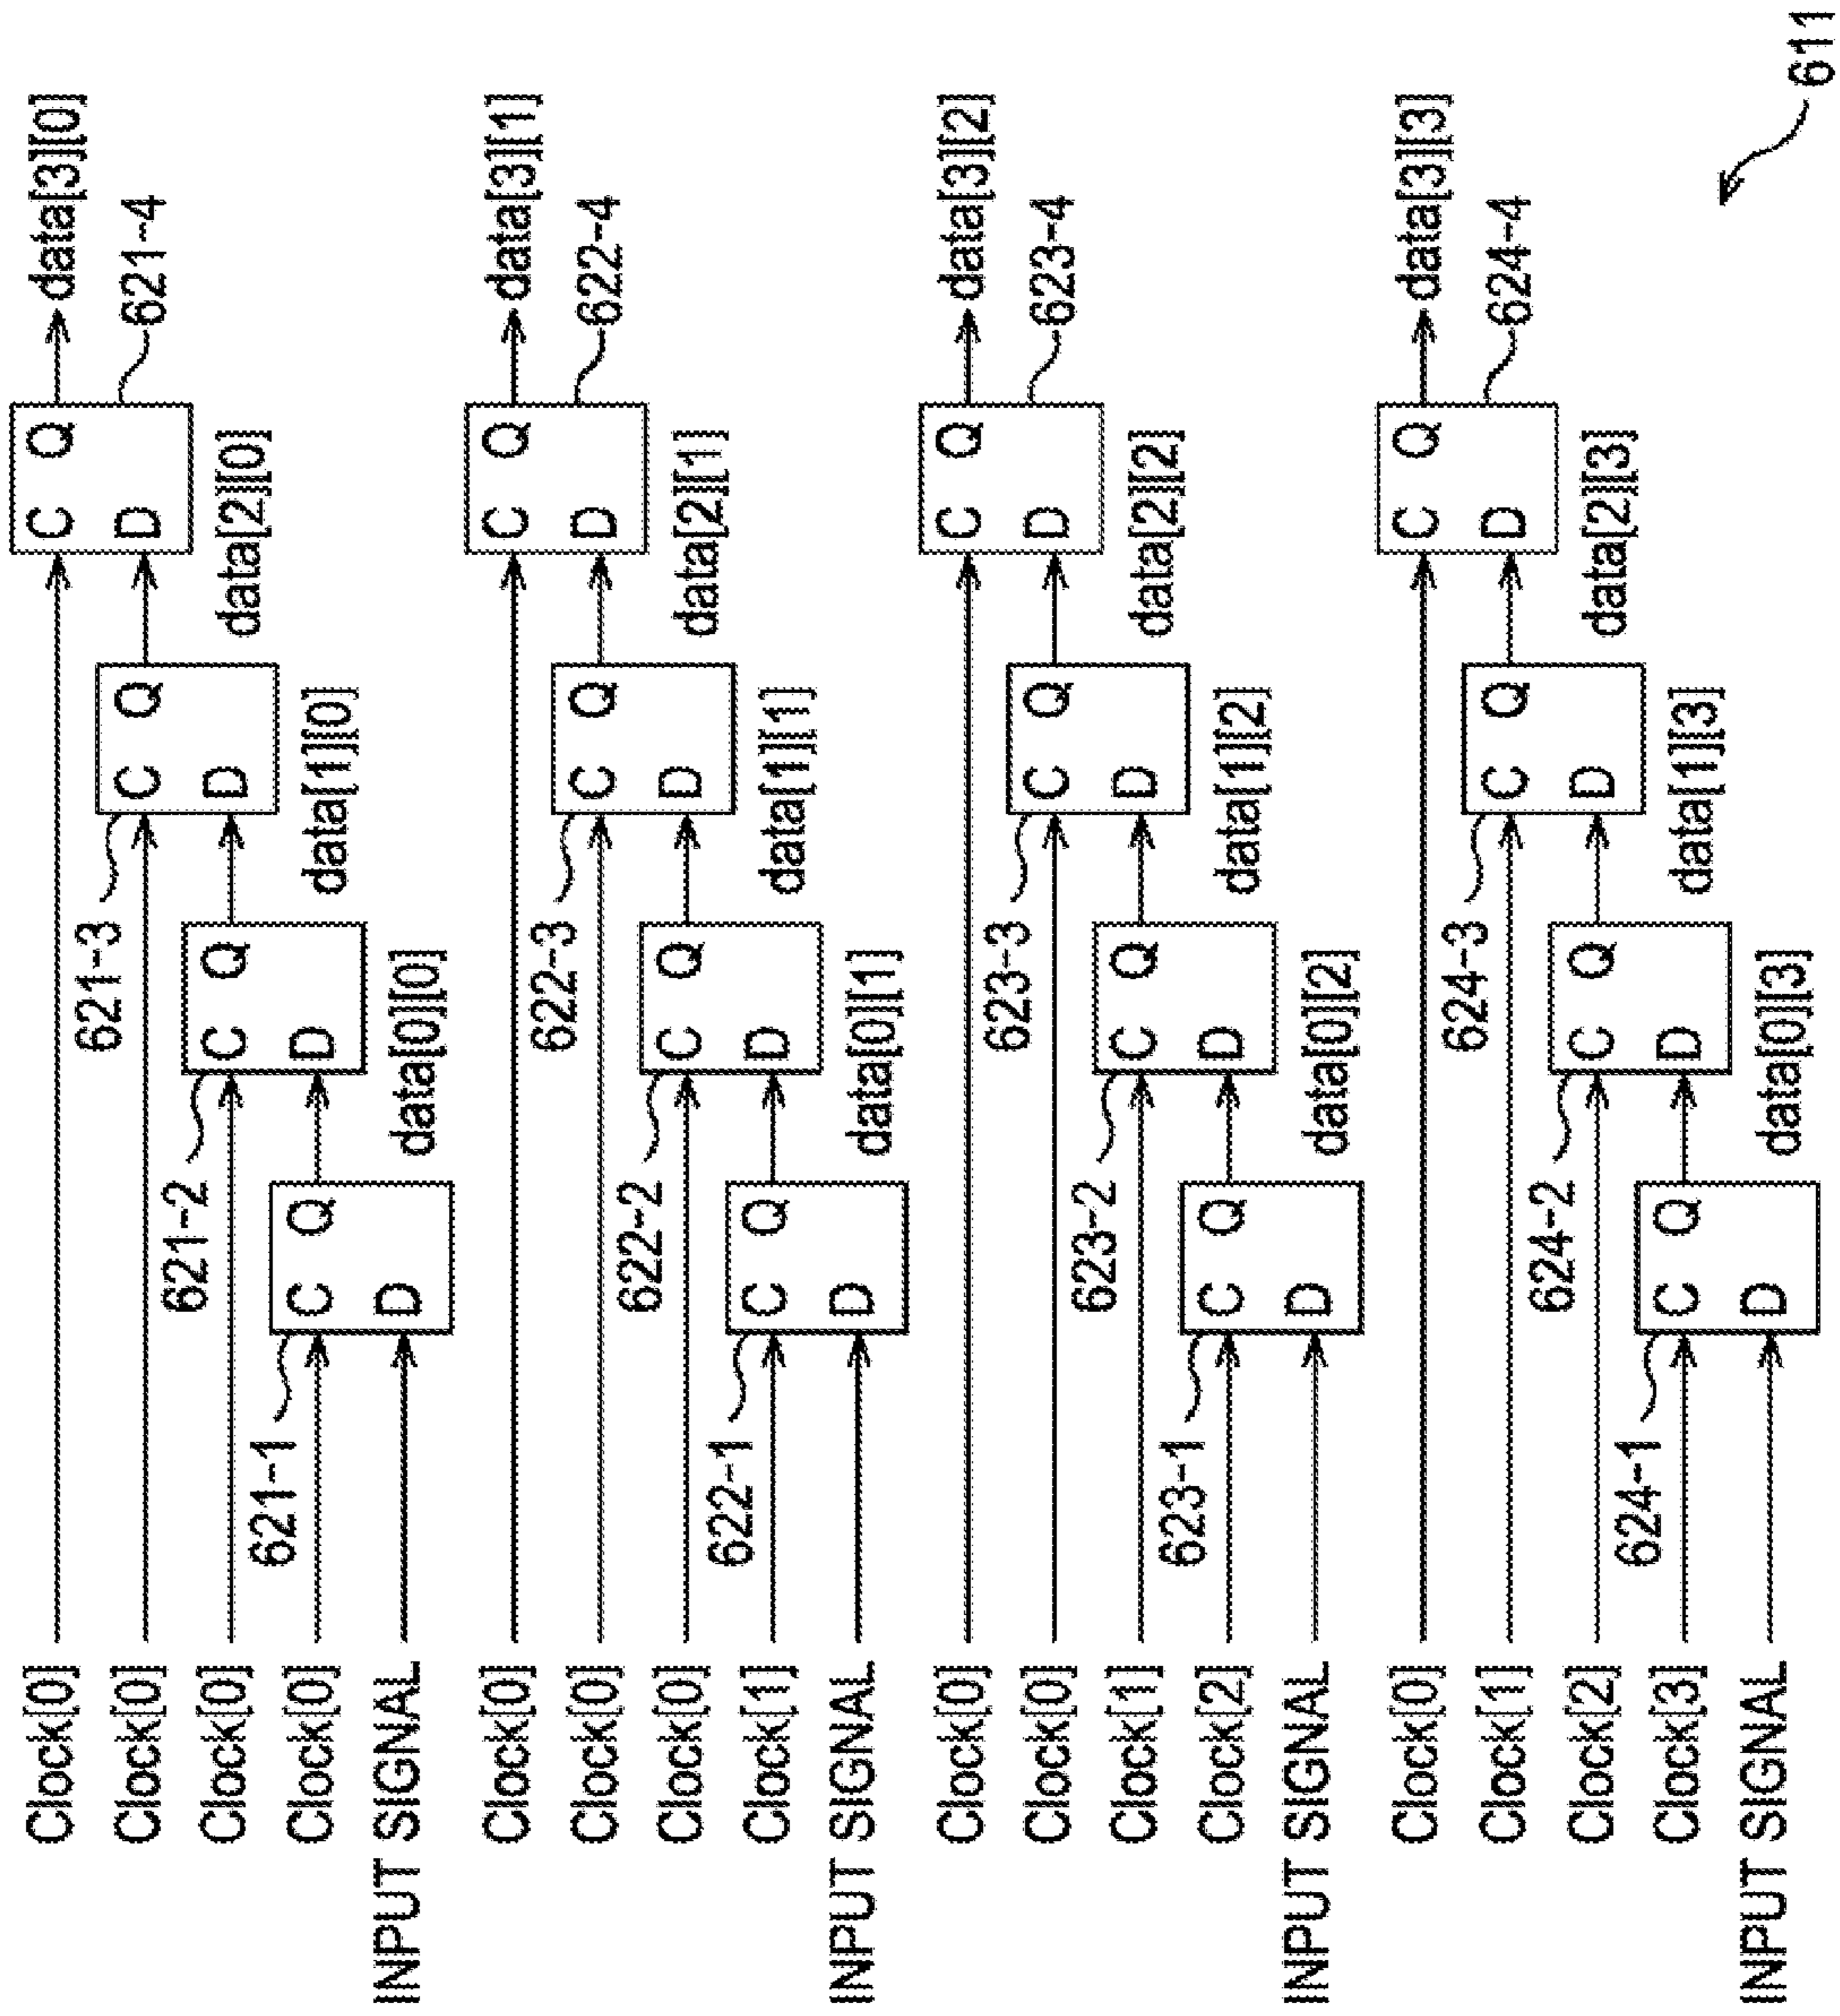 Clock[0]
Clock[0]
Clock[0]
Clock[0]
INPUT SIGNAL
621-1
C Q
D
data[0][0]
621-2
C Q
D
data[1][0]
621-3
C Q
D
data[2][0]
C Q
D
621-4
data[3][0]
Clock[0]
Clock[0]
Clock[0]
Clock[1]
INPUT SIGNAL
622-1
C Q
D
data[0][1]
622-2
C Q
D
data[1][1]
622-3
C Q
D
data[2][1]
C Q
D
622-4
data[3][1]
Clock[0]
Clock[0]
Clock[1]
Clock[2]
INPUT SIGNAL
623-1
C Q
D
data[0][2]
623-2
C Q
D
data[1][2]
623-3
C Q
D
data[2][2]
C Q
D
623-4
data[3][2]
Clock[0]
Clock[1]
Clock[2]
Clock[3]
INPUT SIGNAL
624-1
C Q
D
data[0][3]
624-2
C Q
D
data[1][3]
624-3
C Q
D
data[2][3]
C Q
D
624-4
data[3][3]
611